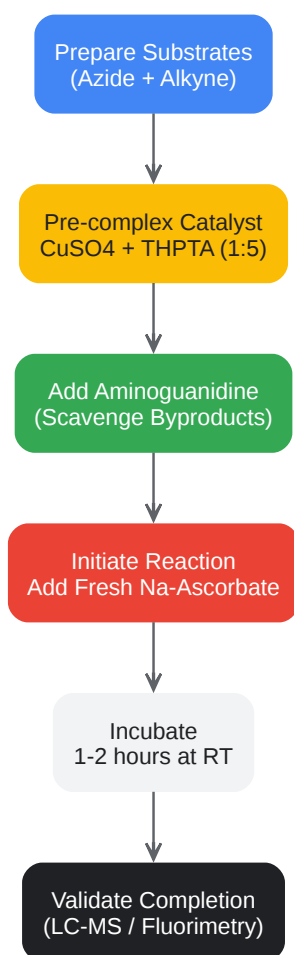 Prepare Substrates
(Azide + Alkyne)
Pre-complex Catalyst
CuSO4 + THPTA (1:5)
Add Aminoguanidine
(Scavenge Byproducts)
Initiate Reaction
Add Fresh Na-Ascorbate
Incubate
1-2 hours at RT
Validate Completion
(LC-MS / Fluorimetry)